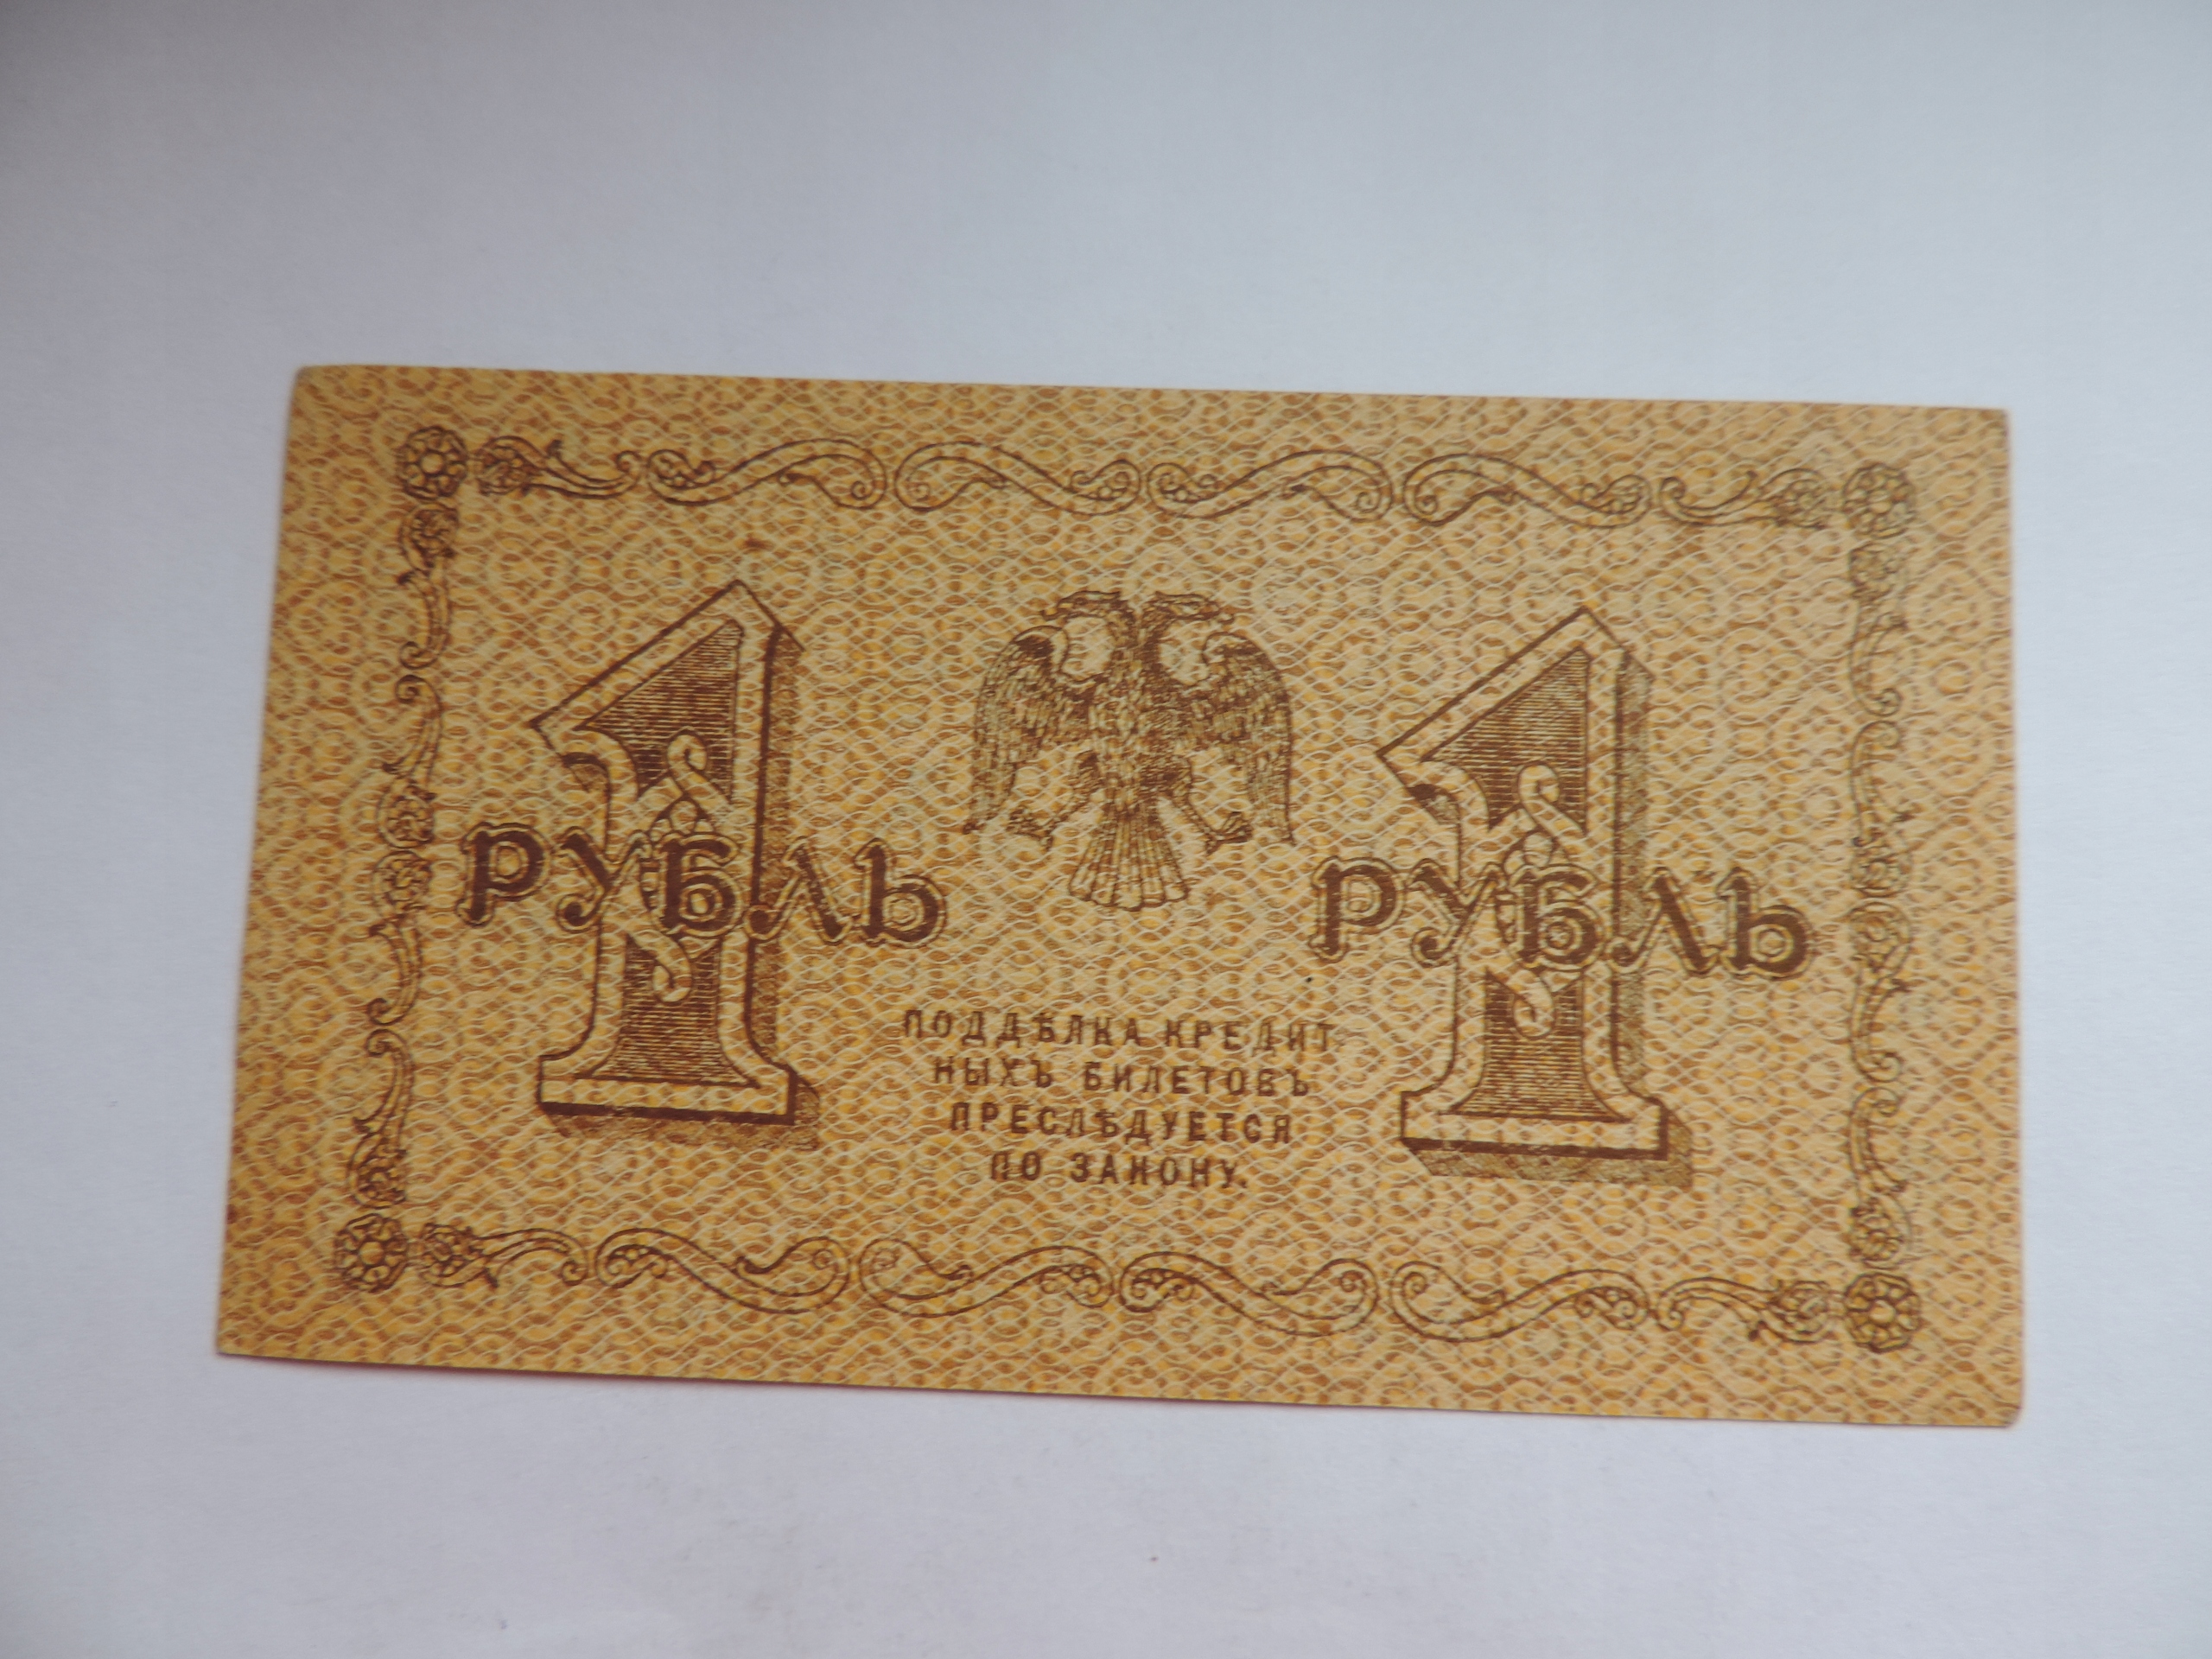 1 1
РУБЛЬ РУБЛЬ
ПОДДѢЛКА КРЕДИТ
НЫХЪ БИЛЕТОВЪ
ПРЕСЛѢДУЕТСЯ
ПО ЗАКОНУ.